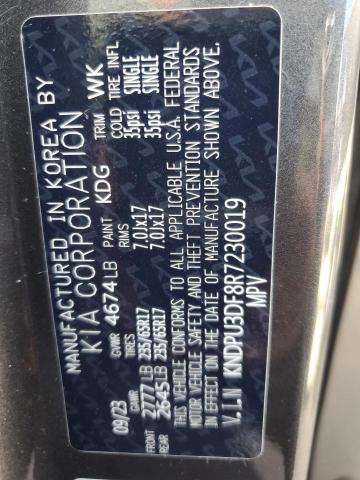 MANUFACTURED IN KOREA BY
KIA CORPORATION
09/23 GVWR 4674 LB PAINT KDG TRIM WK
GAWR TIRES RIMS COLD TIRE INFL
FRONT 2777 LB 235/65R17 7.0Jx17 35psi SINGLE
REAR 2645 LB 235/65R17 7.0Jx17 35psi SINGLE
THIS VEHICLE CONFORMS TO ALL APPLICABLE U.S.A. FEDERAL
MOTOR VEHICLE SAFETY AND THEFT PREVENTION STANDARDS
IN EFFECT ON THE DATE OF MANUFACTURE SHOWN ABOVE.
V.I.N KNDPU3DF8R7230019
MPV